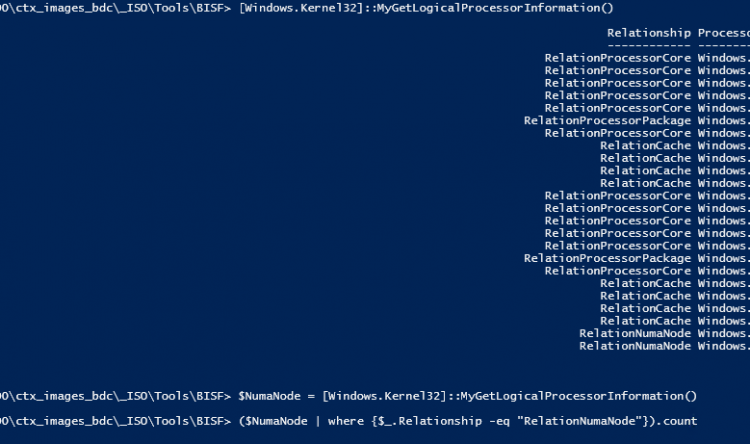 OO\ctx_images_bdc\_ISO\Tools\BISF> [Windows.Kernel32]::MyGetLogicalProcessorInformation()
Relationship Processo
------------ --------
RelationProcessorCore Windows.
RelationProcessorCore Windows.
RelationProcessorCore Windows.
RelationProcessorCore Windows.
RelationProcessorCore Windows.
RelationProcessorPackage Windows.
RelationProcessorCore Windows.
RelationCache Windows.
RelationCache Windows.
RelationCache Windows.
RelationCache Windows.
RelationProcessorCore Windows.
RelationProcessorCore Windows.
RelationProcessorCore Windows.
RelationProcessorCore Windows.
RelationProcessorCore Windows.
RelationProcessorPackage Windows.
RelationProcessorCore Windows.
RelationCache Windows.
RelationCache Windows.
RelationCache Windows.
RelationCache Windows.
RelationNumaNode Windows.
RelationNumaNode Windows.
OO\ctx_images_bdc\_ISO\Tools\BISF> $NumaNode = [Windows.Kernel32]::MyGetLogicalProcessorInformation()
OO\ctx_images_bdc\_ISO\Tools\BISF> ($NumaNode | where {$_.Relationship -eq "RelationNumaNode"}).count